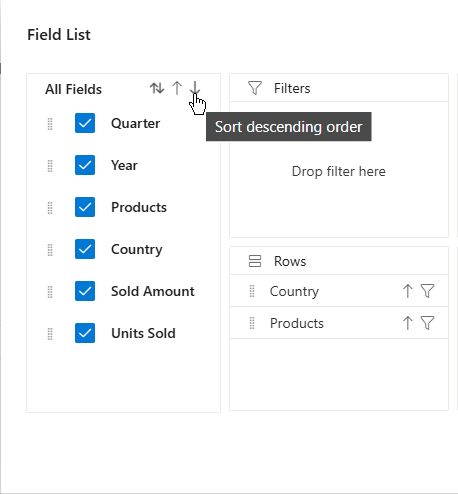 Field List
All Fields
Quarter
Year
Products
Country
Sold Amount
Units Sold
Sort descending order
Filters
Drop filter here
Rows
Country
Products